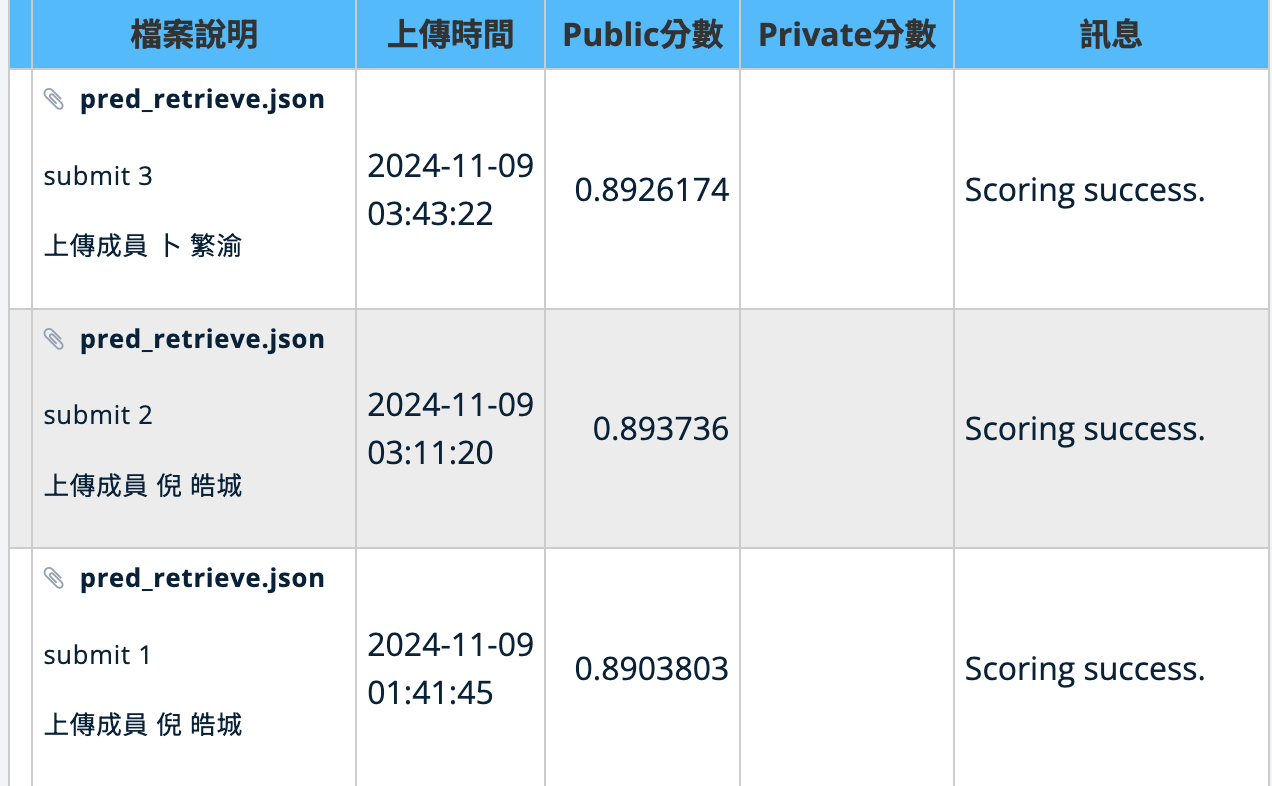 檔案說明 上傳時間 Public分數 Private分數 訊息
pred_retrieve.json
submit 3
上傳成員 卜 繁渝
2024-11-09
03:43:22
0.8926174
Scoring success.
pred_retrieve.json
submit 2
上傳成員 倪 皓城
2024-11-09
03:11:20
0.893736
Scoring success.
pred_retrieve.json
submit 1
上傳成員 倪 皓城
2024-11-09
01:41:45
0.8903803
Scoring success.